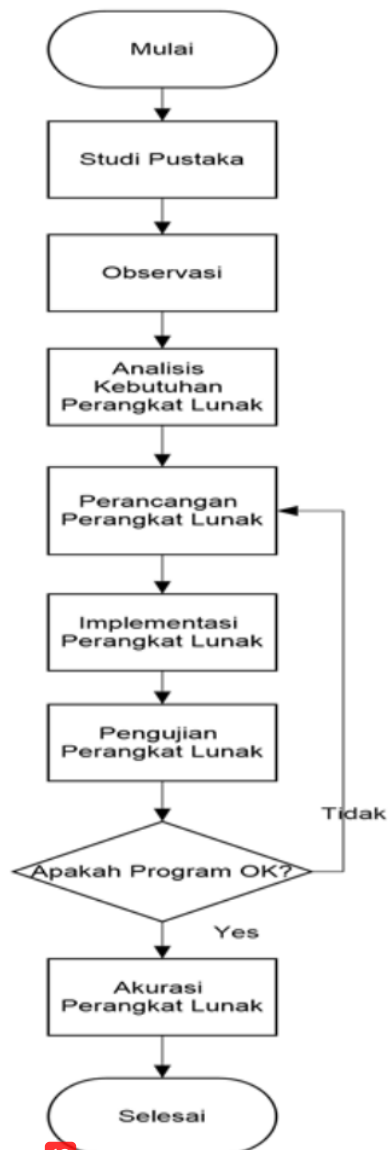 Mulai
Studi Pustaka
Observasi
Analisis
Kebutuhan
Perangkat Lunak
Perancangan
Perangkat Lunak
Implementasi
Perangkat Lunak
Pengujian
Perangkat Lunak
Tidak
Apakah Program OK?
Yes
Akurasi
Perangkat Lunak
Selesai